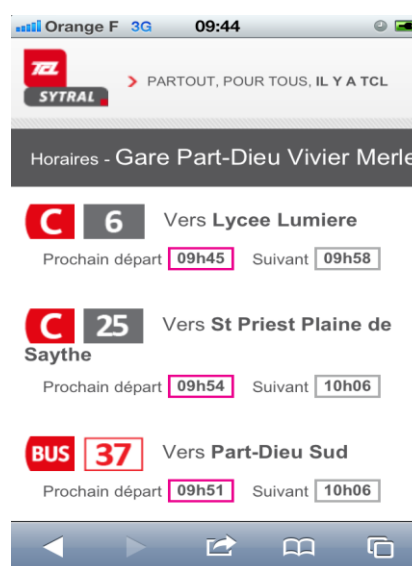 Orange F 3G 09:44
TCL
SYTRAL
PARTOUT, POUR TOUS, IL Y A TCL
Horaires - Gare Part-Dieu Vivier Merle
C 6 Vers Lycee Lumiere
Prochain départ 09h45 Suivant 09h58
C 25 Vers St Priest Plaine de
Saythe
Prochain départ 09h54 Suivant 10h06
BUS 37 Vers Part-Dieu Sud
Prochain départ 09h51 Suivant 10h06